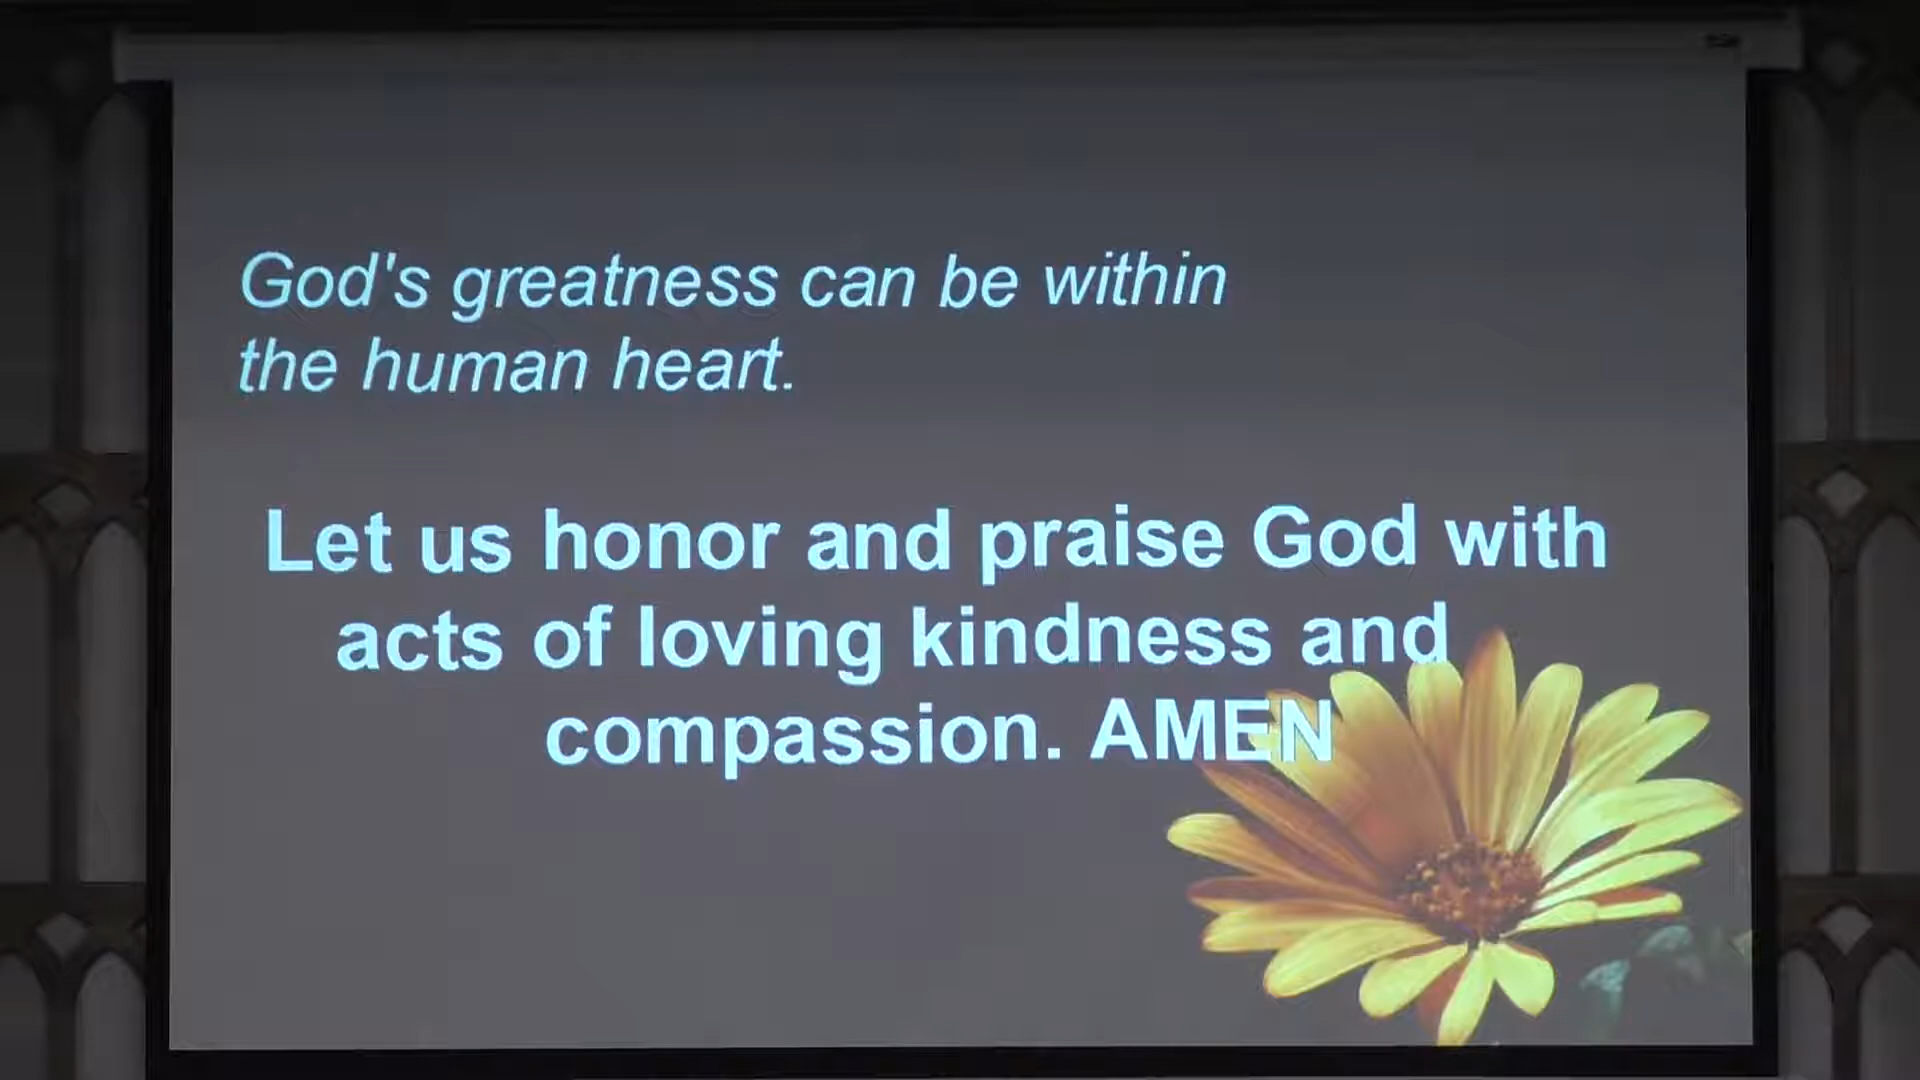 God's greatness can be within
the human heart.
Let us honor and praise God with
acts of loving kindness and
compassion. AMEN